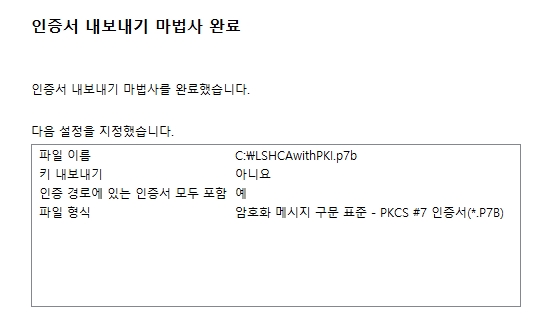 인증서 내보내기 마법사 완료
인증서 내보내기 마법사를 완료했습니다.
다음 설정을 지정했습니다.
파일 이름 C:₩LSHCAwithPKI.p7b
키 내보내기 아니요
인증 경로에 있는 인증서 모두 포함 예
파일 형식 암호화 메시지 구문 표준 - PKCS #7 인증서(*.P7B)